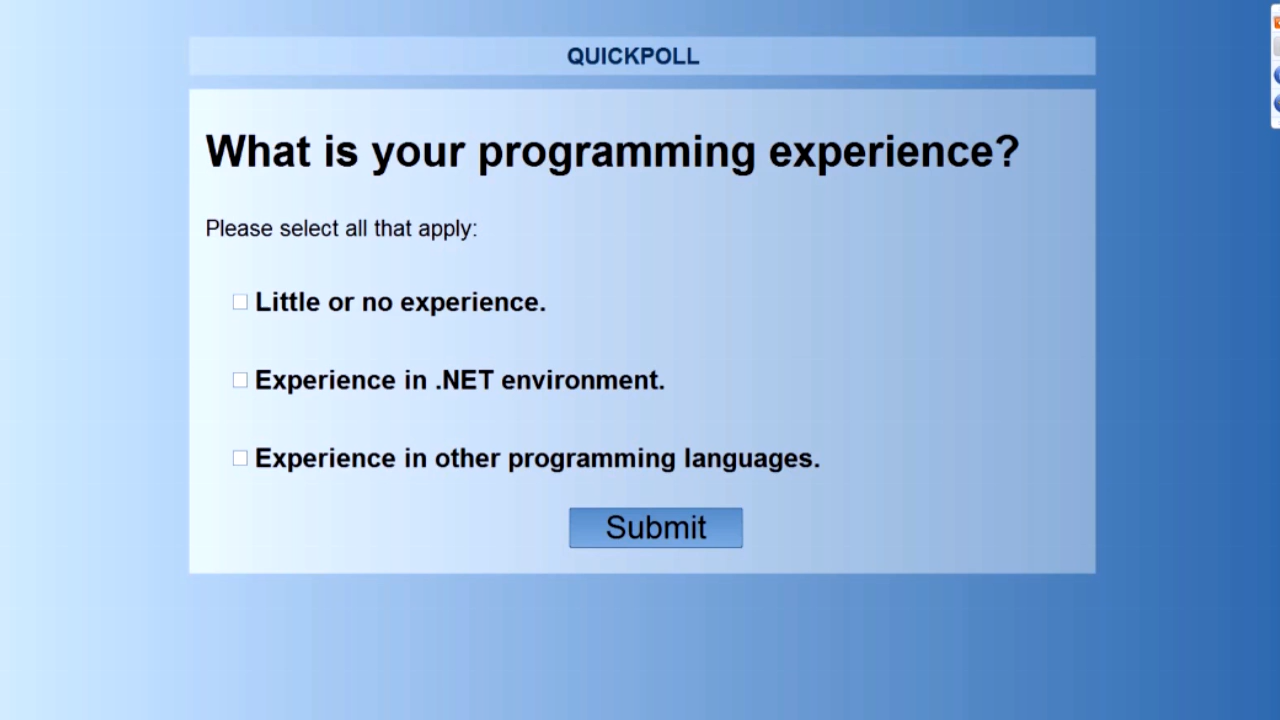 QUICKPOLL
What is your programming experience?
Please select all that apply:
Little or no experience.
Experience in .NET environment.
Experience in other programming languages.
Submit